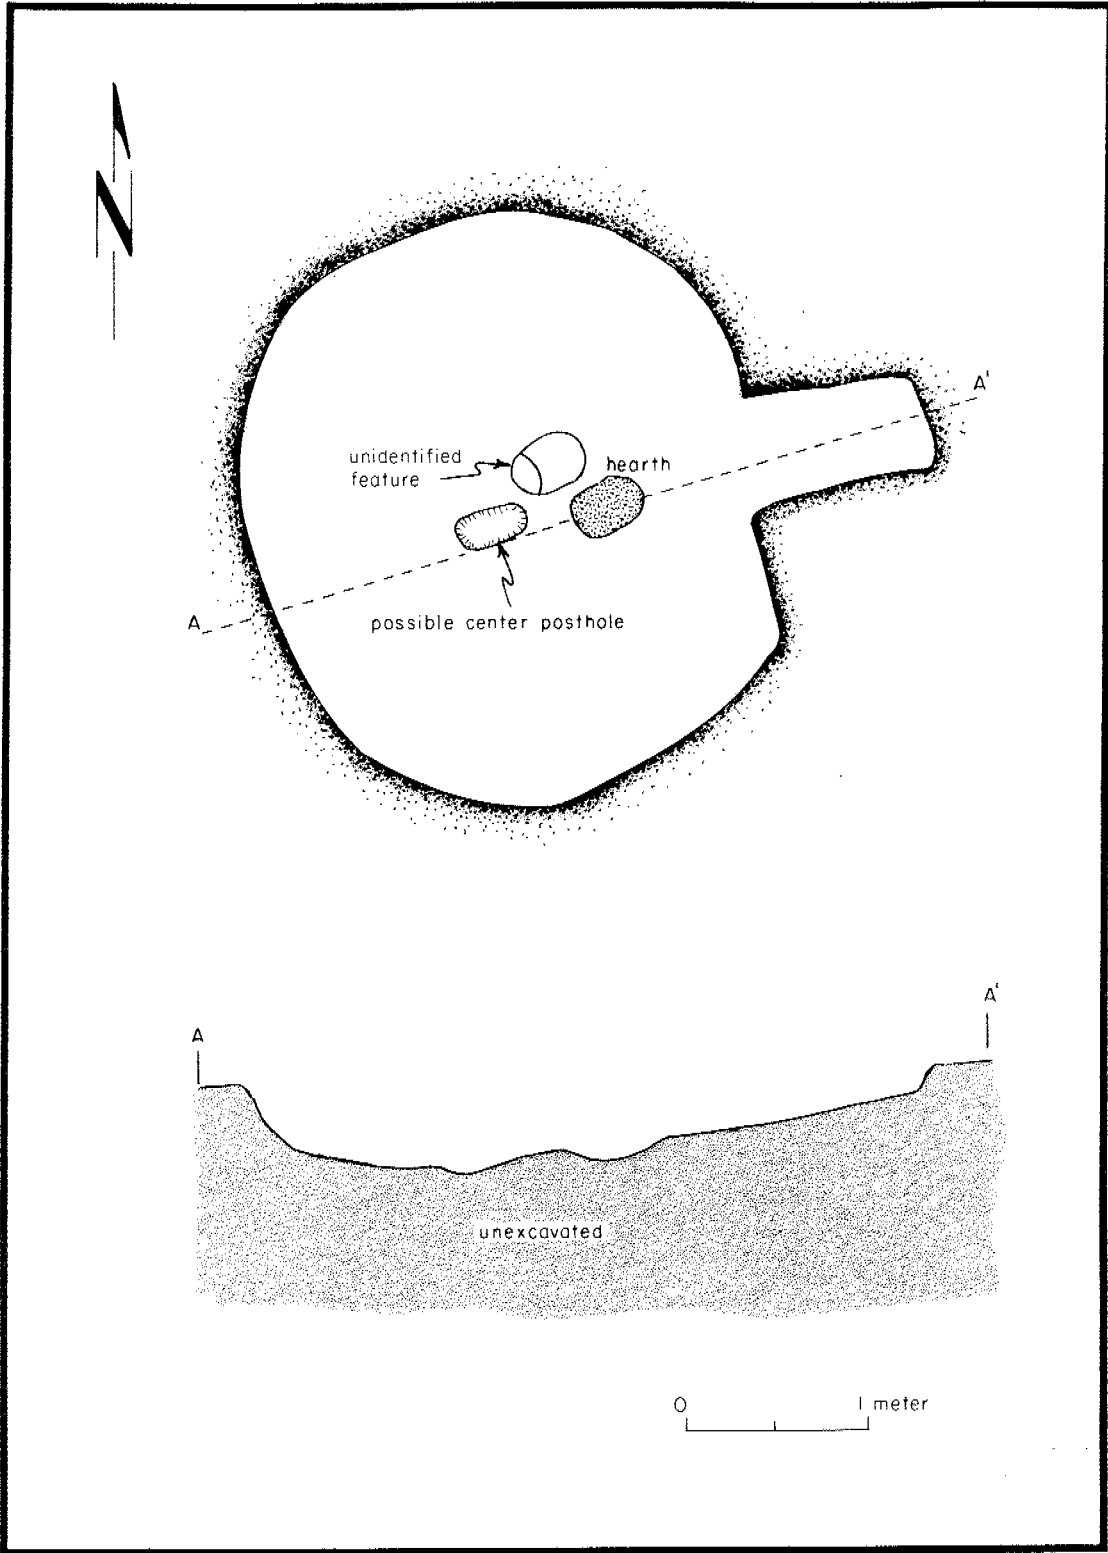 N
A'
unidentified
feature
hearth
A
possible center posthole
A'
A
unexcavated
0 1 meter